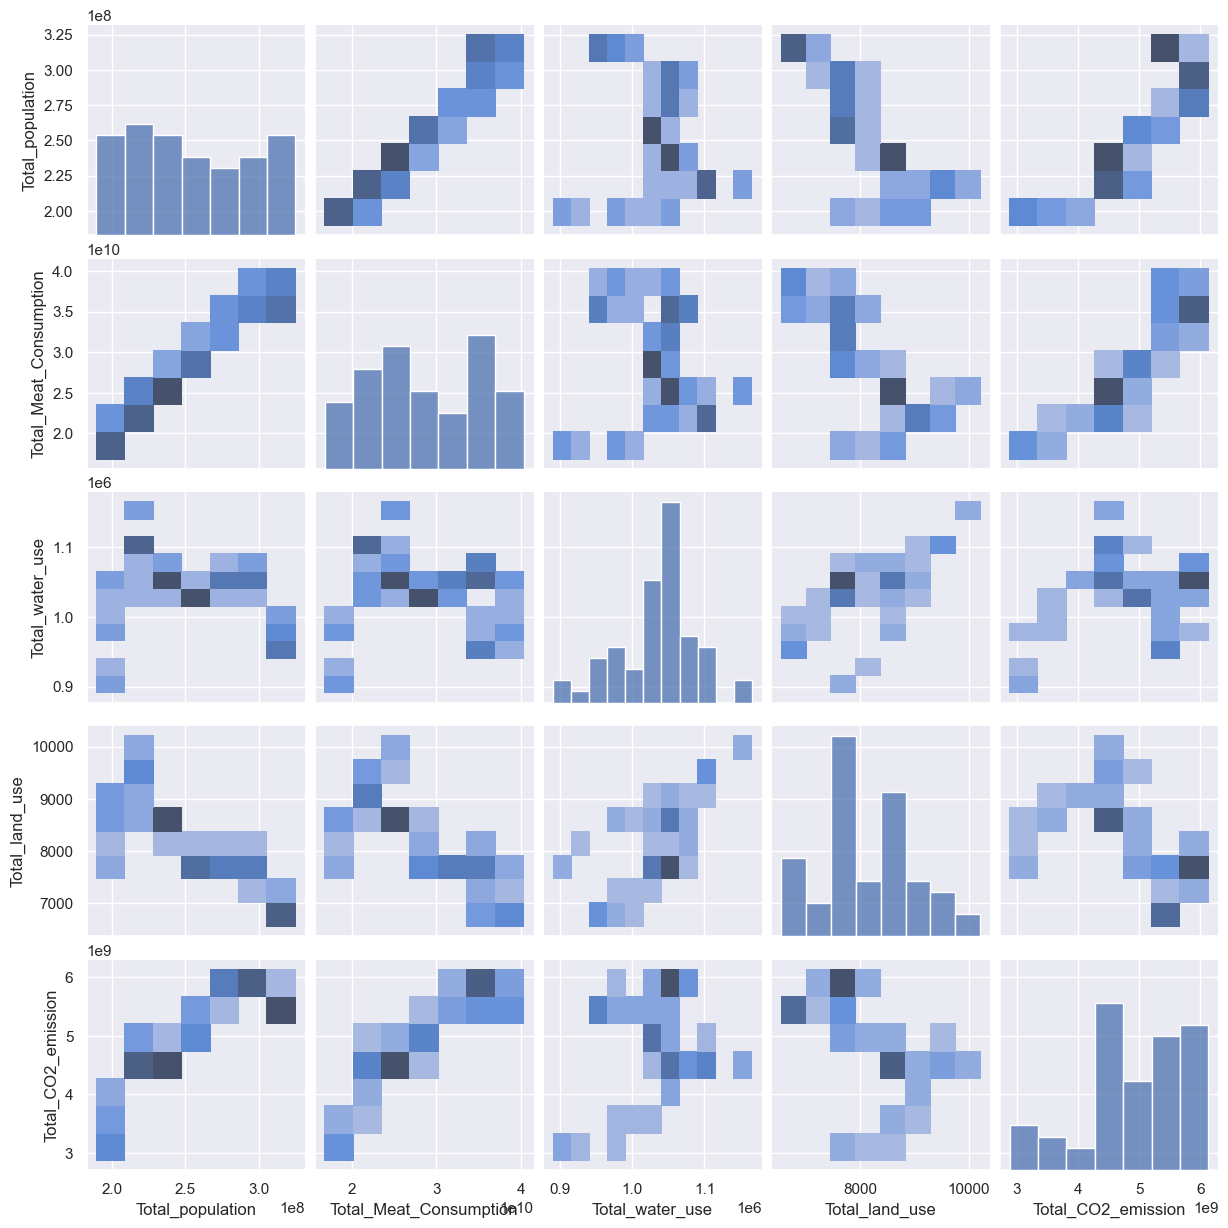 1e8
3.25
3.00
2.75
2.50
2.25
2.00
Total_population
1e10
4.0
3.5
3.0
2.5
2.0
Total_Meat_Consumption
1e6
1.1
1.0
0.9
Total_water_use
10000
9000
8000
7000
Total_land_use
1e9
6
5
4
3
Total_CO2_emission
2.0 2.5 3.0 2 3 4 0.9 1.0 1.1 8000 10000 3 4 5 6
Total_population 1e8 Total_Meat_Consumption 1e10 Total_water_use 1e6 Total_land_use Total_CO2_emission 1e9